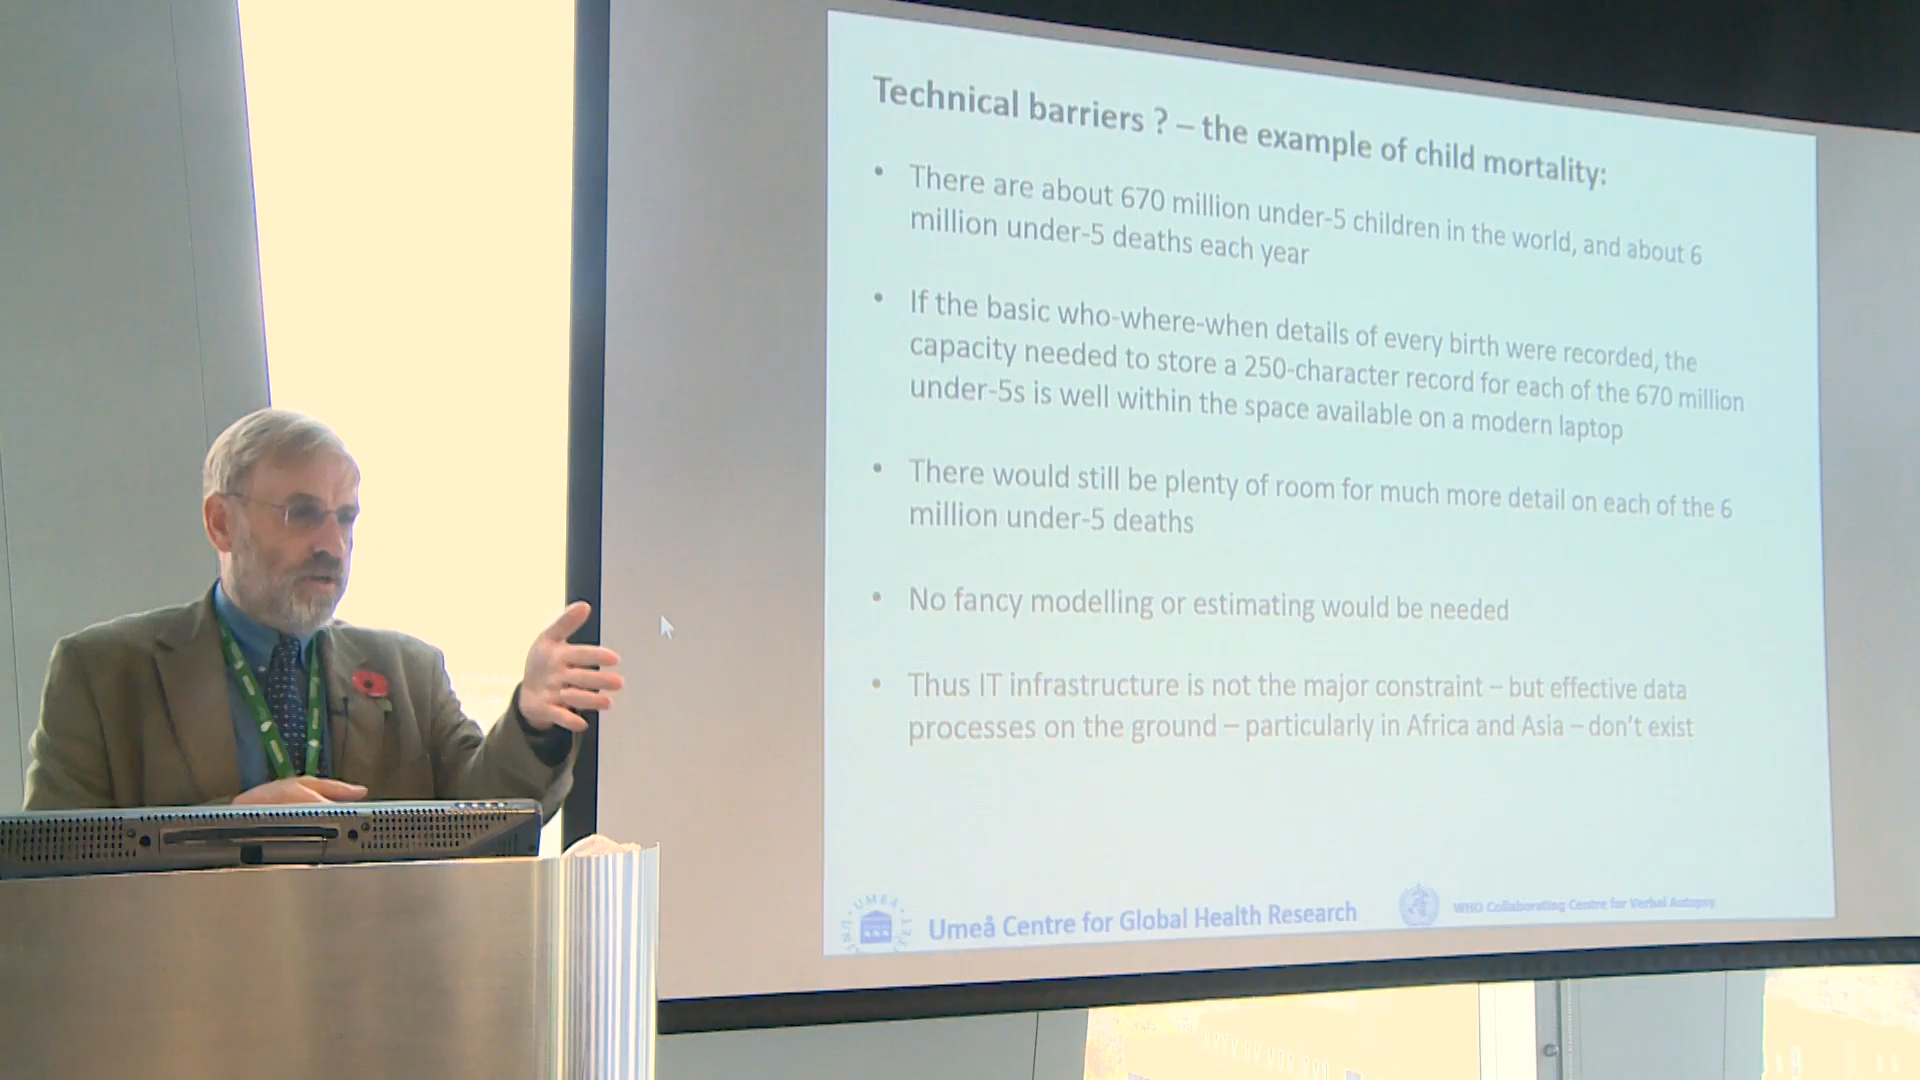 Technical barriers ? – the example of child mortality:
• There are about 670 million under-5 children in the world, and about 6
million under-5 deaths each year
• If the basic who-where-when details of every birth were recorded, the
capacity needed to store a 250-character record for each of the 670 million
under-5s is well within the space available on a modern laptop
• There would still be plenty of room for much more detail on each of the 6
million under-5 deaths
• No fancy modelling or estimating would be needed
• Thus IT infrastructure is not the major constraint – but effective data
processes on the ground – particularly in Africa and Asia – don't exist
UMEÅ
Umeå Centre for Global Health Research
WHO Collaborating Centre for Verbal Autopsy